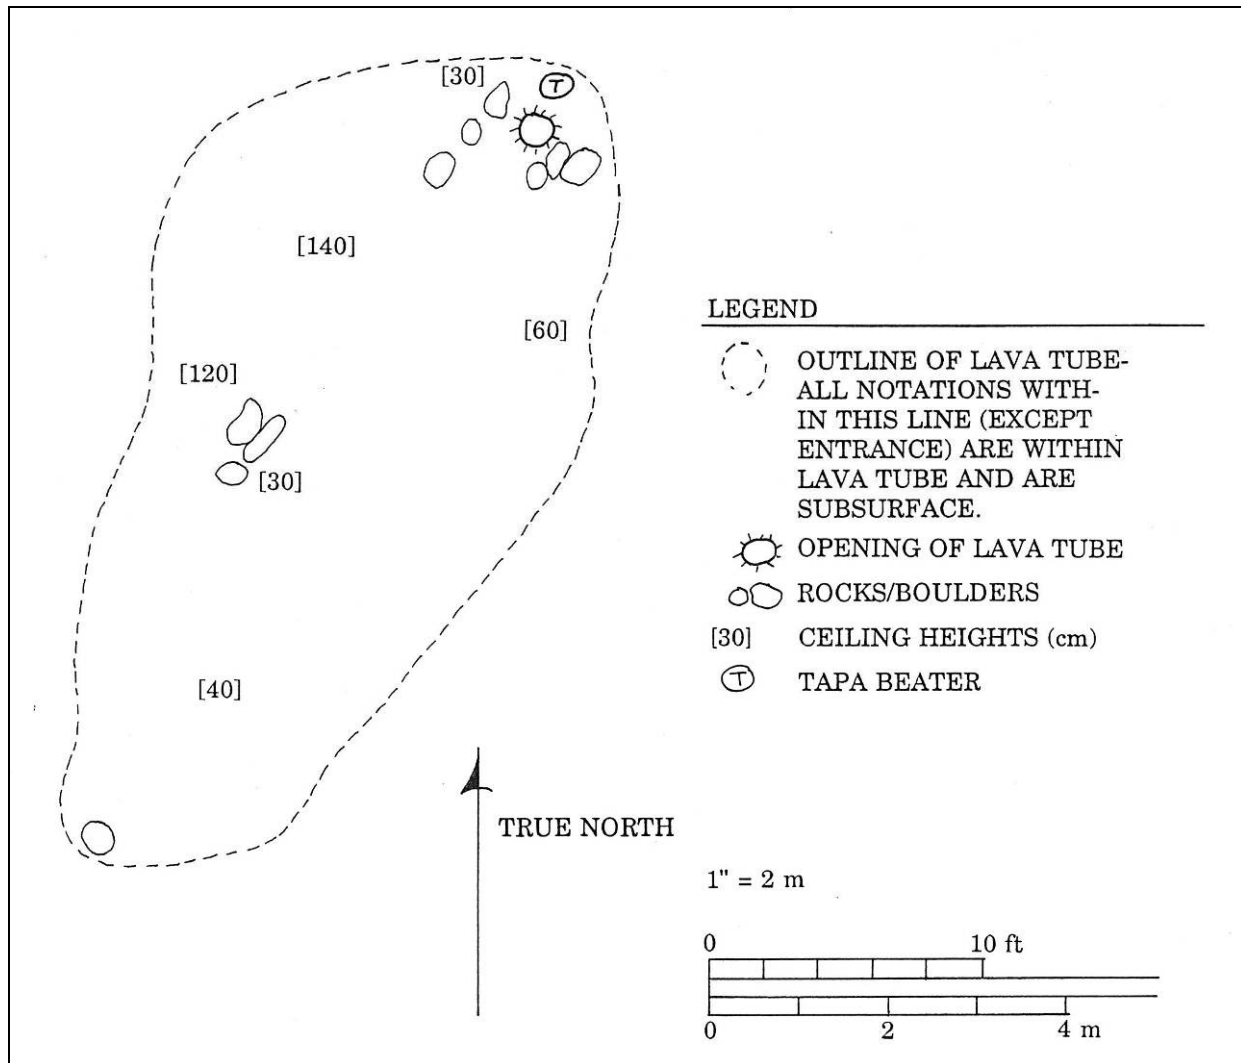 [30]
T
[140]
[60]
[120]
[30]
[40]
TRUE NORTH
LEGEND
OUTLINE OF LAVA TUBE-
ALL NOTATIONS WITH-
IN THIS LINE (EXCEPT
ENTRANCE) ARE WITHIN
LAVA TUBE AND ARE
SUBSURFACE.
OPENING OF LAVA TUBE
ROCKS/BOULDERS
[30] CEILING HEIGHTS (cm)
T TAPA BEATER
1" = 2 m
0 10 ft
0 2 4 m